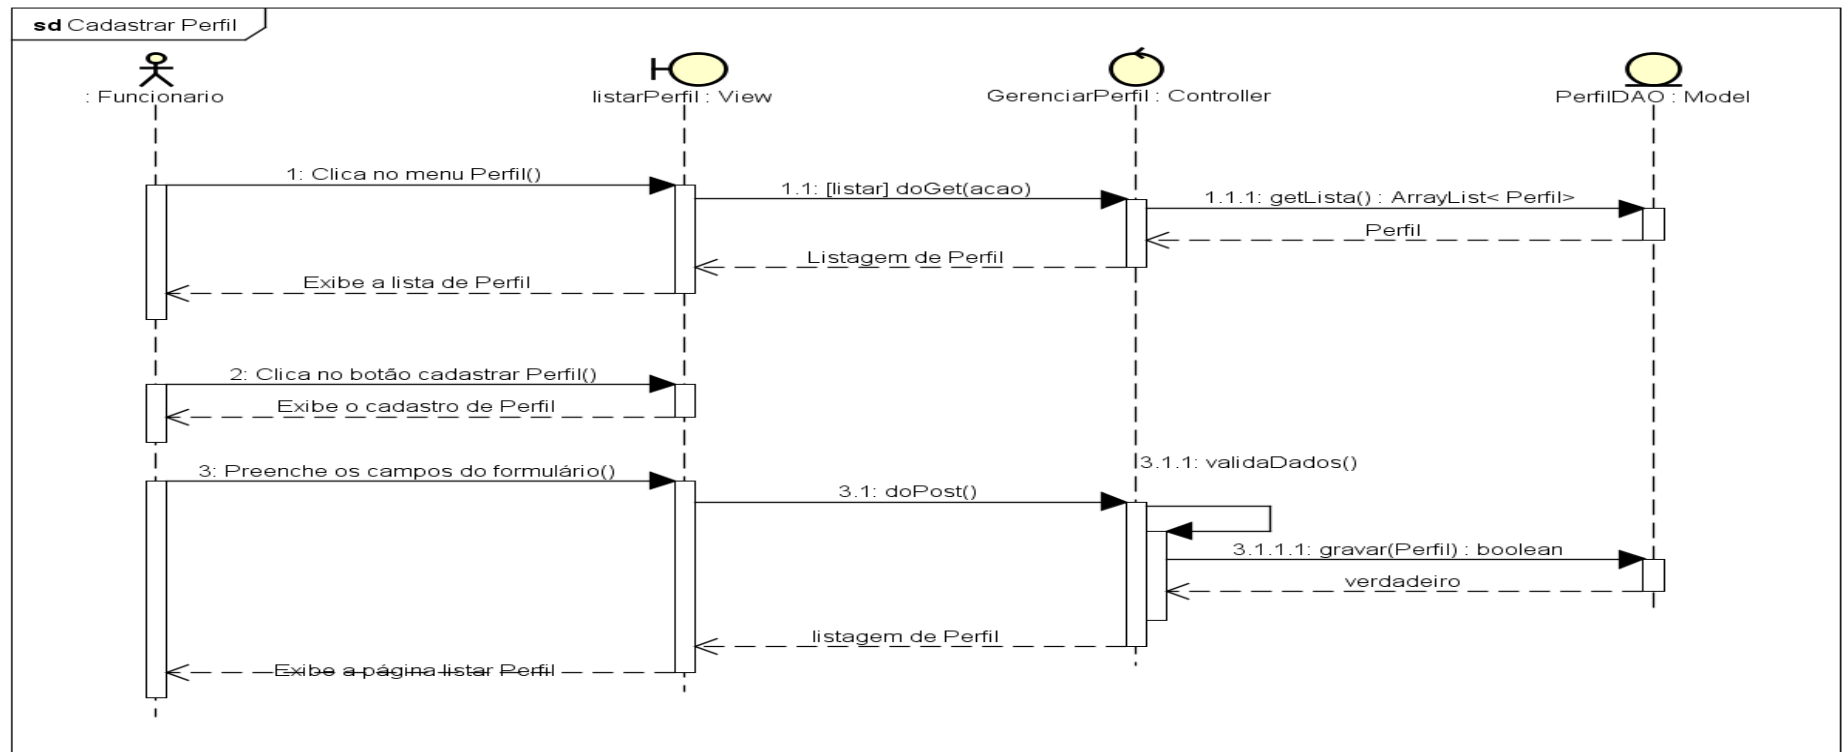 sd Cadastrar Perfil
: Funcionario
listarPerfil : View
GerenciarPerfil : Controller
PerfilDAO : Model
1: Clica no menu Perfil()
1.1: [listar] doGet(acao)
1.1.1: getLista() : ArrayList< Perfil>
Perfil
Listagem de Perfil
Exibe a lista de Perfil
2: Clica no botão cadastrar Perfil()
Exibe o cadastro de Perfil
3: Preenche os campos do formulário()
3.1.1: validaDados()
3.1: doPost()
3.1.1.1: gravar(Perfil) : boolean
verdadeiro
listagem de Perfil
Exibe a página listar Perfil